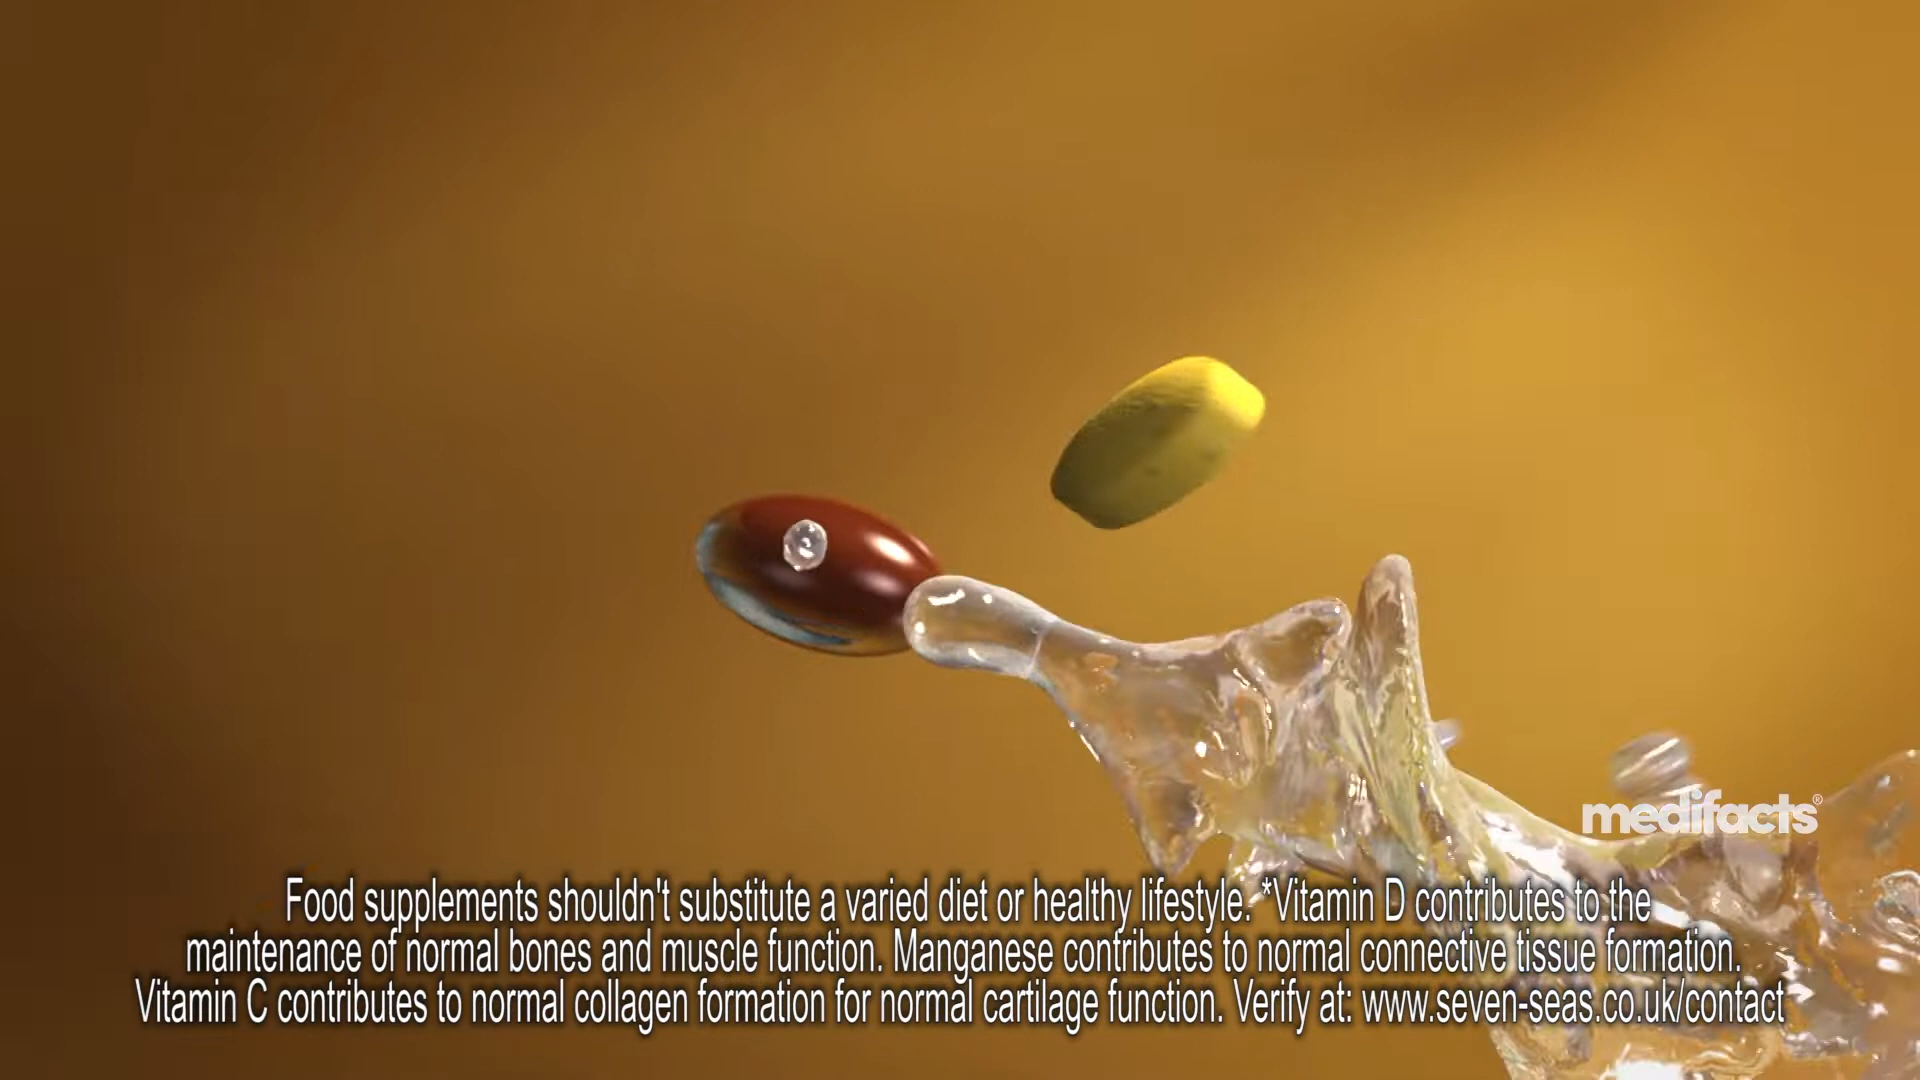 medifacts®
Food supplements shouldn't substitute a varied diet or healthy lifestyle. *Vitamin D contributes to the
maintenance of normal bones and muscle function. Manganese contributes to normal connective tissue formation.
Vitamin C contributes to normal collagen formation for normal cartilage function. Verify at: www.seven-seas.co.uk/contact